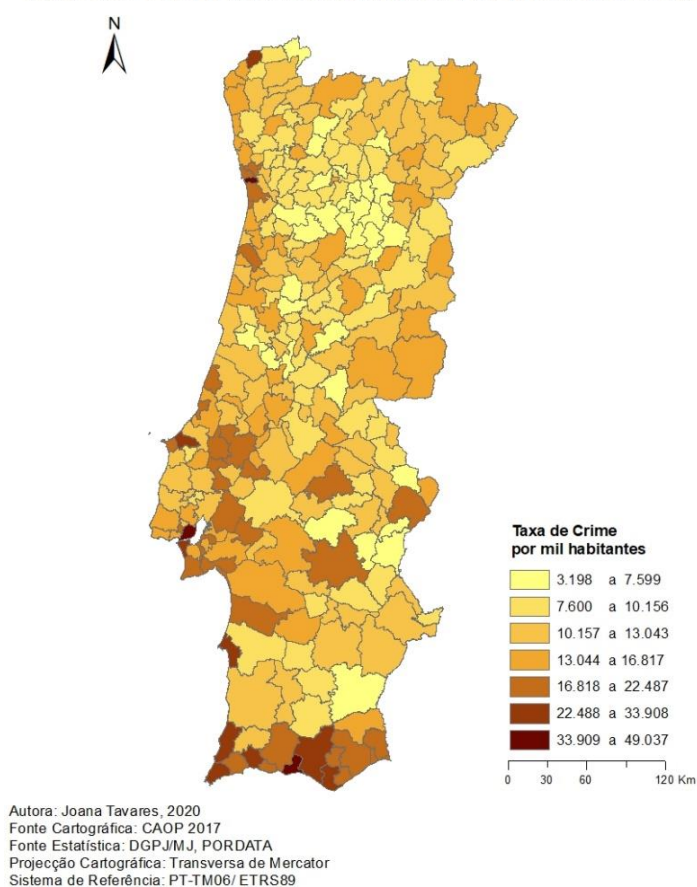 N
Taxa de Crime
por mil habitantes
3.198 a 7.599
7.600 a 10.156
10.157 a 13.043
13.044 a 16.817
16.818 a 22.487
22.488 a 33.908
33.909 a 49.037
0 30 60 120 Km
Autora: Joana Tavares, 2020
Fonte Cartográfica: CAOP 2017
Fonte Estatística: DGPJ/MJ, PORDATA
Projecção Cartográfica: Transversa de Mercator
Sistema de Referência: PT-TM06/ ETRS89